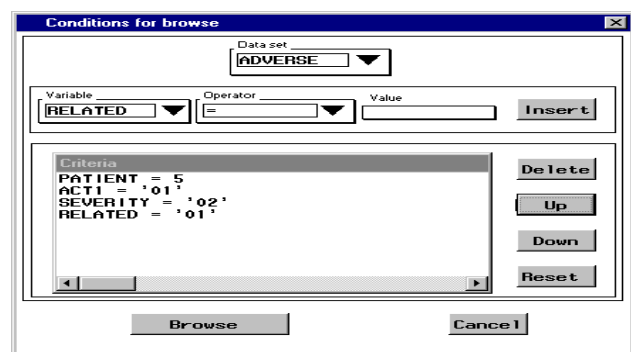 Conditions for browse
Data set
ADVERSE
Variable Operator Value
RELATED = Insert
Criteria
PATIENT = 5
ACT1 = '01'
SEVERITY = '02'
RELATED = '01'
Delete
Up
Down
Reset
Browse Cancel